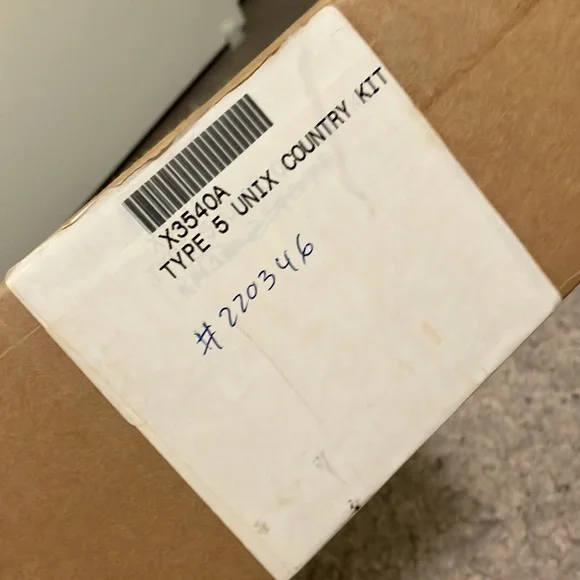 X3540A
TYPE 5 UNIX COUNTRY KIT
#220346